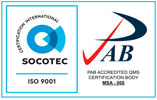 CERTIFICATION INTERNATIONAL
SOCOTEC
ISO 9001
PAB
PAB ACCREDITED QMS
CERTIFICATION BODY
MSA - 005